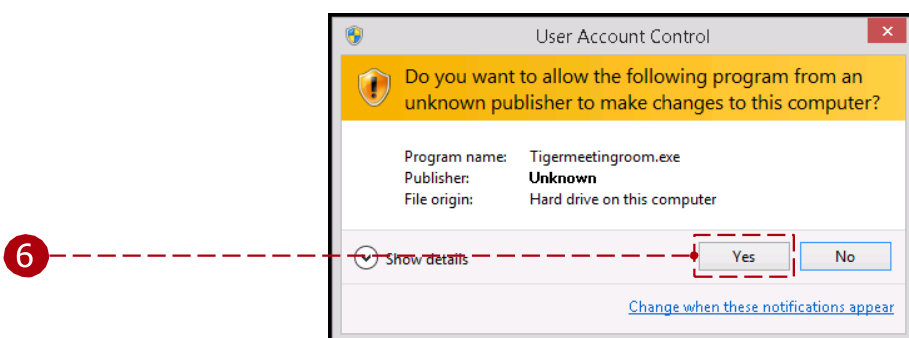 User Account Control
Do you want to allow the following program from an
unknown publisher to make changes to this computer?
Program name: Tigermeetingroom.exe
Publisher: Unknown
File origin: Hard drive on this computer
6
Show details
Yes
No
Change when these notifications appear